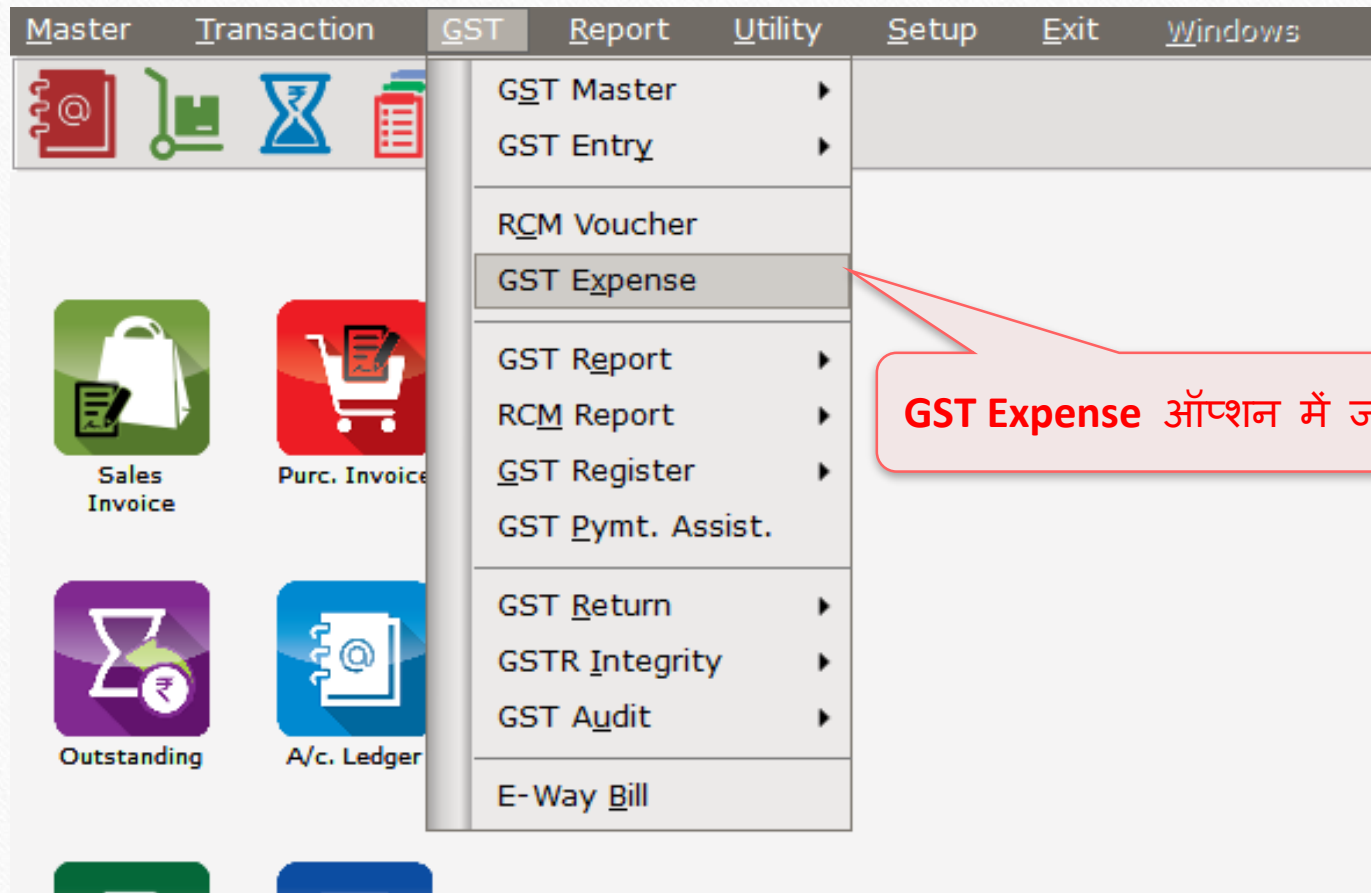 Master Transaction GST Report Utility Setup Exit Windows
GST Master
GST Entry
RCM Voucher
GST Expense
GST Report
RCM Report
GST Register
GST Pymt. Assist.
GST Return
GSTR Integrity
GST Audit
E-Way Bill
GST Expense ऑप्शन में
Sales
Invoice
Purc. Invoice
Outstanding
A/c. Ledger